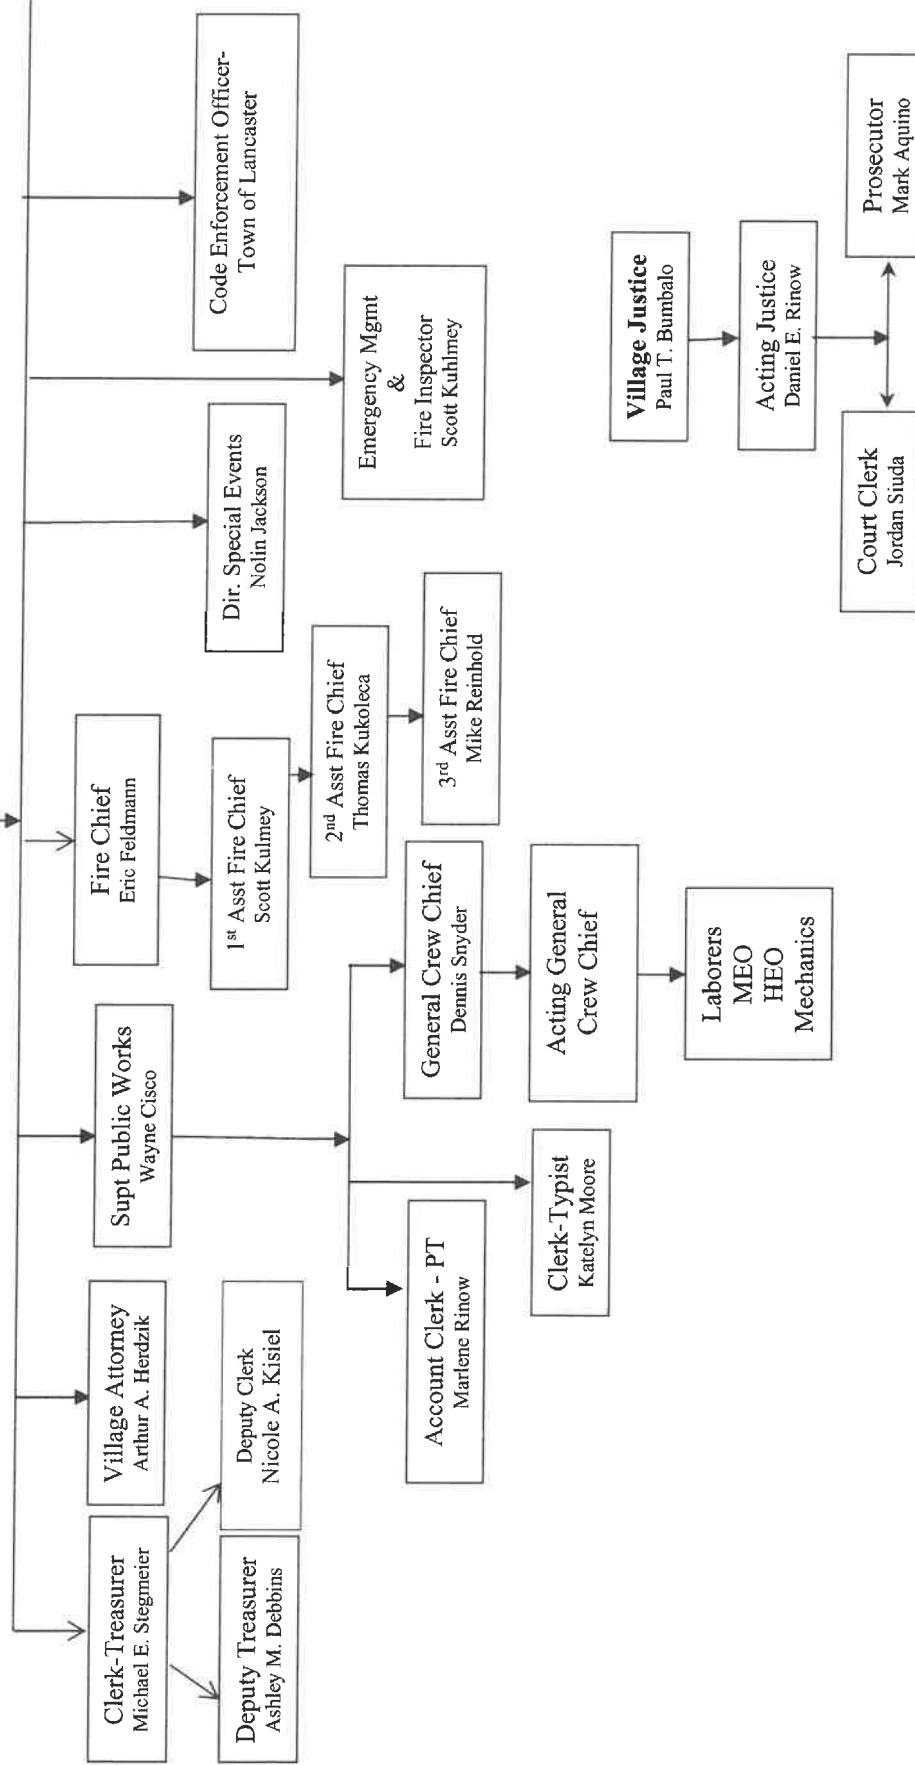 Clerk-Treasurer
Michael E. Stegmeier
Deputy Treasurer
Ashley M. Debbins
Deputy Clerk
Nicole A. Kisiel
Village Attorney
Arthur A. Herdzik
Supt Public Works
Wayne Cisco
Account Clerk - PT
Marlene Rinow
Clerk-Typist
Katelyn Moore
General Crew Chief
Dennis Snyder
Acting General
Crew Chief
Laborers
MEO
HEO
Mechanics
Fire Chief
Eric Feldmann
1st Asst Fire Chief
Scott Kulmey
2nd Asst Fire Chief
Thomas Kukoleca
3rd Asst Fire Chief
Mike Reinhold
Dir. Special Events
Nolin Jackson
Emergency Mgmt
&
Fire Inspector
Scott Kuhlmey
Code Enforcement Officer-
Town of Lancaster
Village Justice
Paul T. Bumbalo
Acting Justice
Daniel E. Rinow
Court Clerk
Jordan Siuda
Prosecutor
Mark Aquino